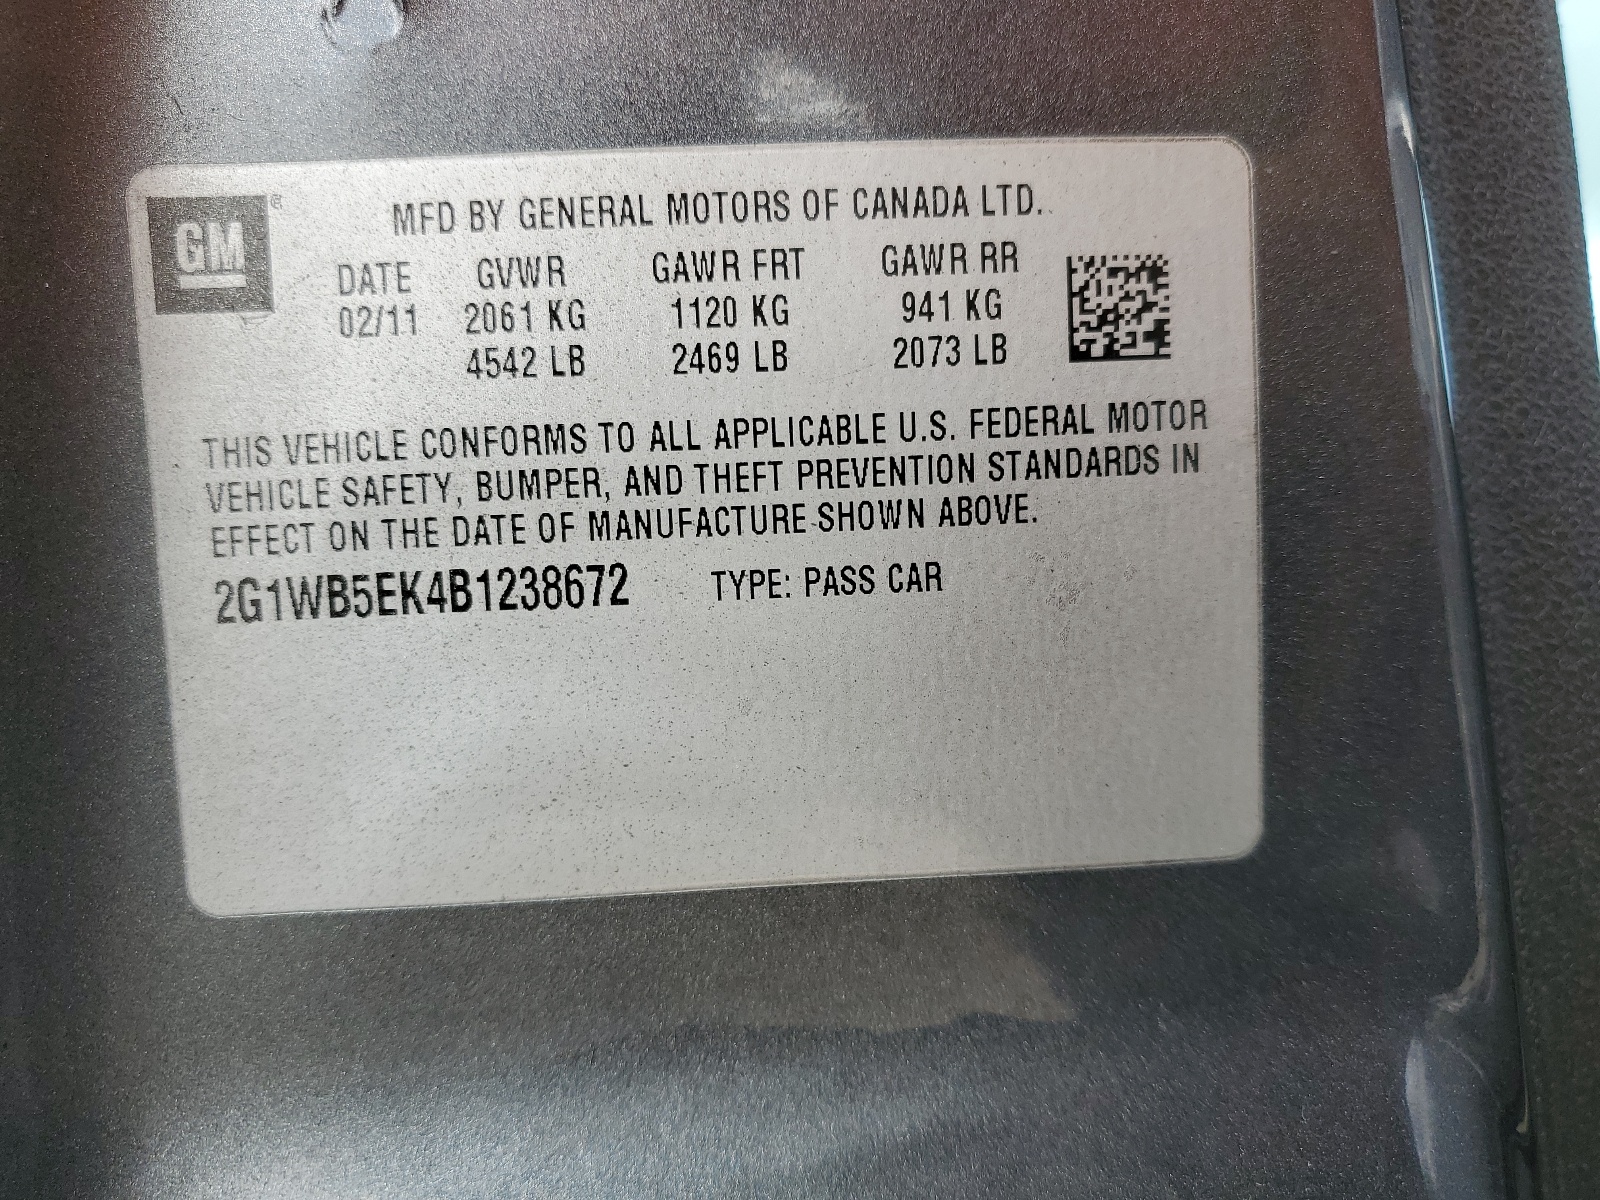 GM ®
MFD BY GENERAL MOTORS OF CANADA LTD.
DATE GVWR GAWR FRT GAWR RR
02/11 2061 KG 1120 KG 941 KG
4542 LB 2469 LB 2073 LB
THIS VEHICLE CONFORMS TO ALL APPLICABLE U.S. FEDERAL MOTOR
VEHICLE SAFETY, BUMPER, AND THEFT PREVENTION STANDARDS IN
EFFECT ON THE DATE OF MANUFACTURE SHOWN ABOVE.
2G1WB5EK4B1238672 TYPE: PASS CAR